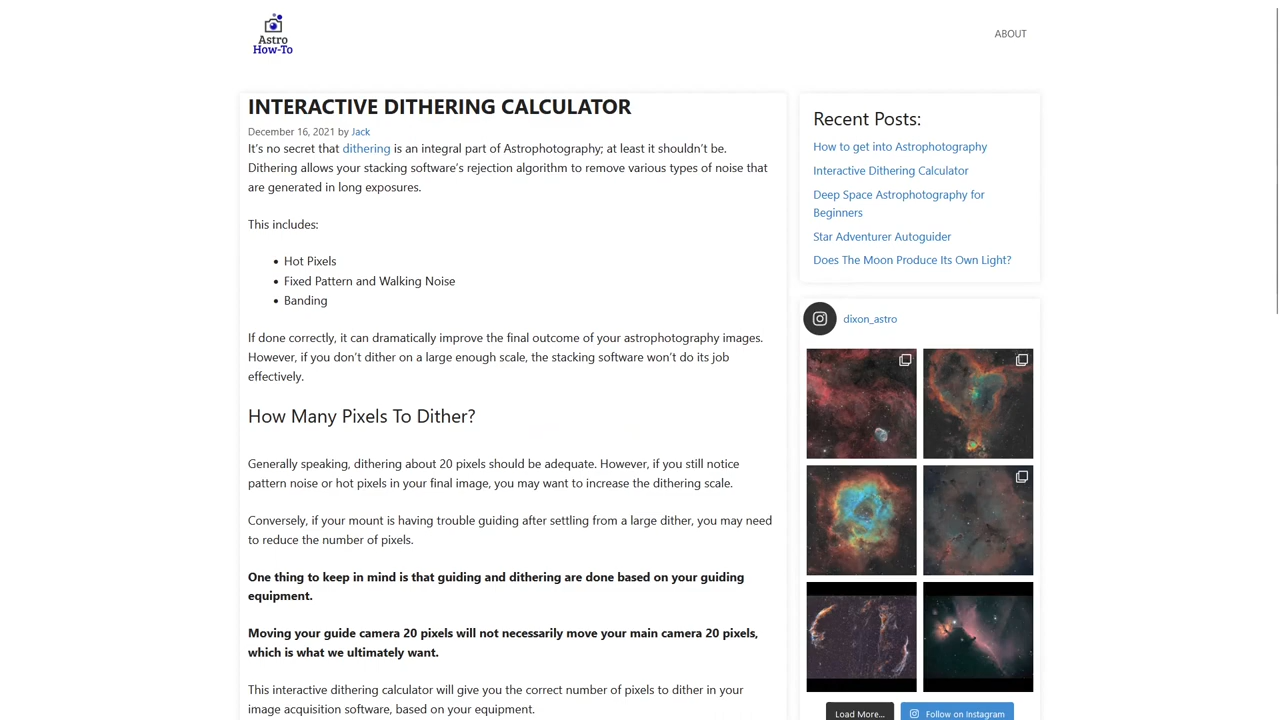 Astro
How-To
ABOUT
INTERACTIVE DITHERING CALCULATOR
December 16, 2021 by Jack
It's no secret that dithering is an integral part of Astrophotography; at least it shouldn't be.
Dithering allows your stacking software's rejection algorithm to remove various types of noise that
are generated in long exposures.
This includes:
• Hot Pixels
• Fixed Pattern and Walking Noise
• Banding
If done correctly, it can dramatically improve the final outcome of your astrophotography images.
However, if you don't dither on a large enough scale, the stacking software won't do its job
effectively.
How Many Pixels To Dither?
Generally speaking, dithering about 20 pixels should be adequate. However, if you still notice
pattern noise or hot pixels in your final image, you may want to increase the dithering scale.
Conversely, if your mount is having trouble guiding after settling from a large dither, you may need
to reduce the number of pixels.
One thing to keep in mind is that guiding and dithering are done based on your guiding
equipment.
Moving your guide camera 20 pixels will not necessarily move your main camera 20 pixels,
which is what we ultimately want.
This interactive dithering calculator will give you the correct number of pixels to dither in your
image acquisition software, based on your equipment.
Recent Posts:
How to get into Astrophotography
Interactive Dithering Calculator
Deep Space Astrophotography for
Beginners
Star Adventurer Autoguider
Does The Moon Produce Its Own Light?
dixon_astro
Load More...
Follow on Instagram